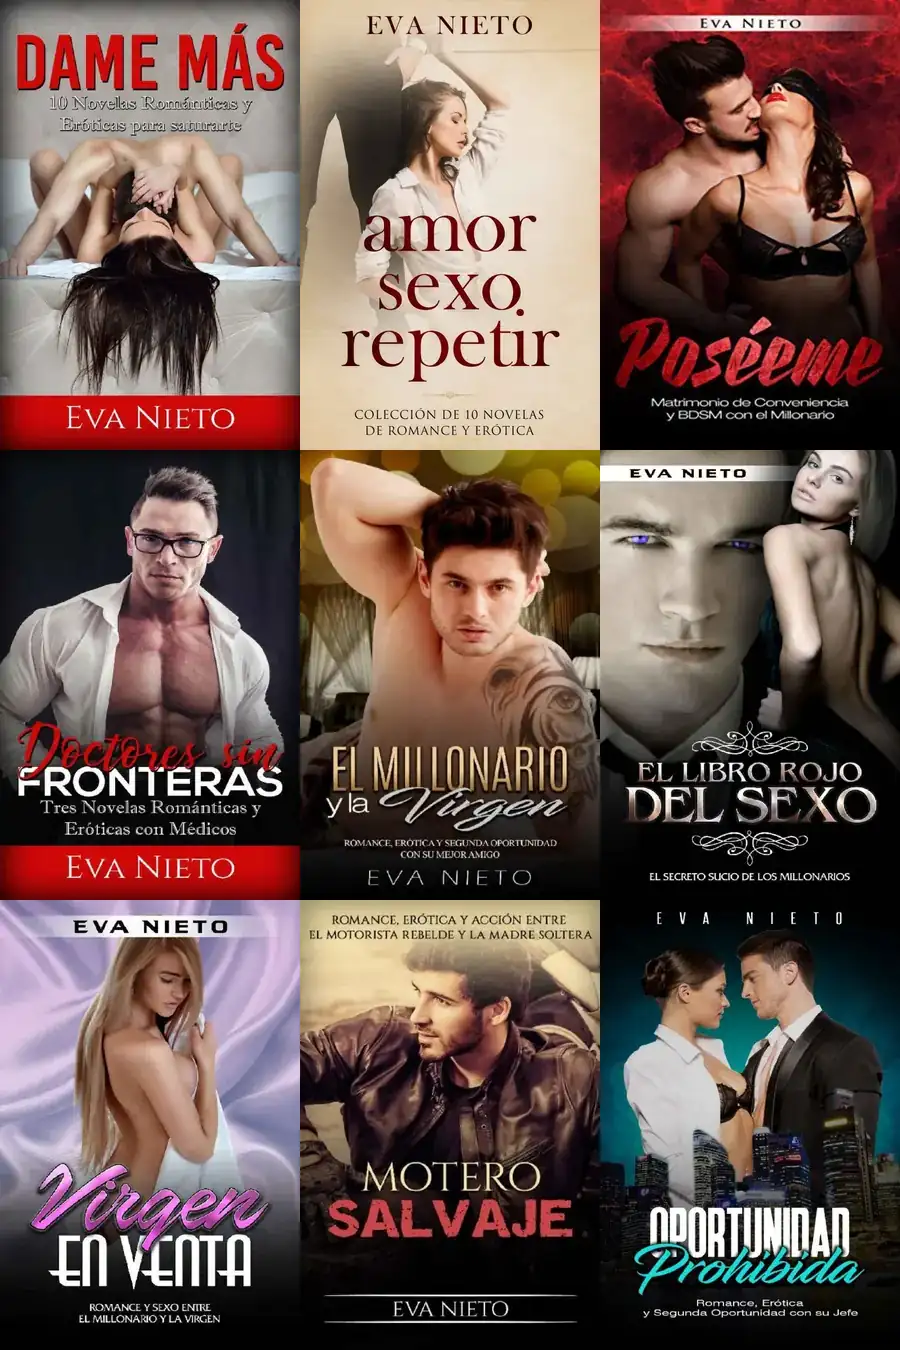 DAME MÁS
10 Novelas Románticas y
Eróticas para saturarte
EVA NIETO
EVA NIETO
amor
sexo
repetir
COLECCIÓN DE 10 NOVELAS
DE ROMANCE Y ERÓTICA
EVA NIETO
Poséeme
Matrimonio de Conveniencia
y BDSM con el Millonario
Doctores sin
FRONTERAS
Tres Novelas Románticas y
Eróticas con Médicos
EVA NIETO
EL MILLONARIO
y la Virgen
ROMANCE, ERÓTICA Y SEGUNDA OPORTUNIDAD
CON SU MEJOR AMIGO
EVA NIETO
EVA NIETO
EL LIBRO ROJO
DEL SEXO
EL SECRETO SUCIO DE LOS MILLONARIOS
EVA NIETO
Virgen
EN VENTA
ROMANCE Y SEXO ENTRE
EL MILLONARIO Y LA VIRGEN
ROMANCE, ERÓTICA Y ACCIÓN ENTRE
EL MOTORISTA REBELDE Y LA MADRE SOLTERA
MOTERO
SALVAJE
EVA NIETO
EVA NIETO
OPORTUNIDAD
Prohibida
Romance, Erótica
y Segunda Oportunidad con su Jefe